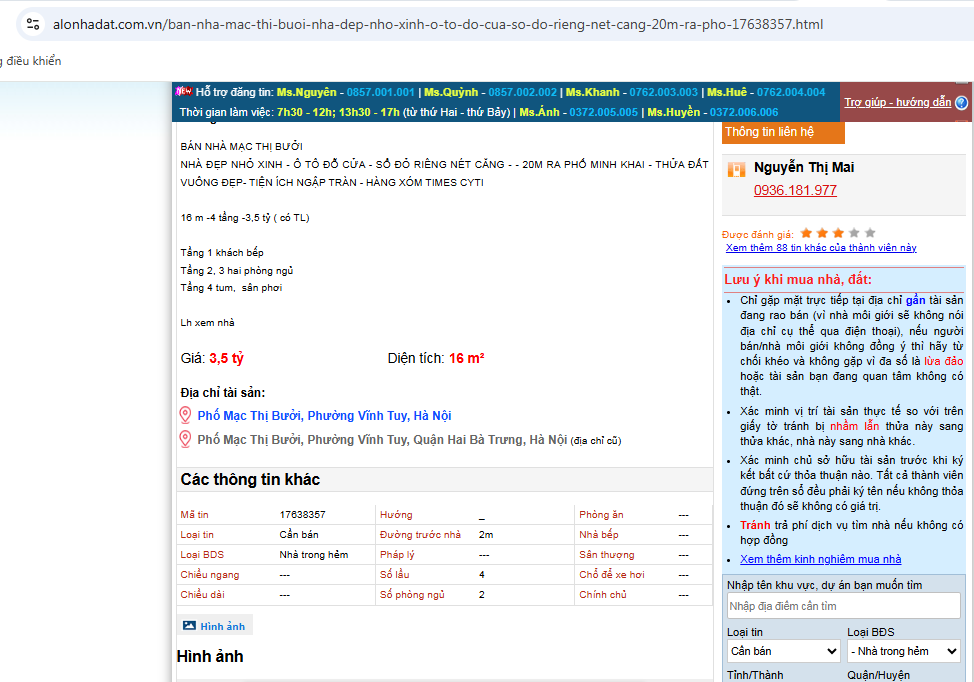 alonhadat.com.vn/ban-nha-mac-thi-buoi-nha-dep-nho-xinh-o-to-do-cua-so-do-rieng-net-cang-20m-ra-pho-17638357.html
g điều khiển
NEW Hỗ trợ đăng tin: Ms.Nguyên - 0857.001.001 | Ms.Quỳnh - 0857.002.002 | Ms.Khanh - 0762.003.003 | Ms.Huê - 0762.004.004
Thời gian làm việc: 7h30 - 12h; 13h30 - 17h (từ thứ Hai - thứ Bảy) | Ms.Ánh - 0372.005.005 | Ms.Huyền - 0372.006.006
Trợ giúp - hướng dẫn
BÁN NHÀ MẠC THỊ BƯỞI
NHÀ ĐẸP NHỎ XINH - Ô TÔ ĐỖ CỬA - SỔ ĐỎ RIÊNG NÉT CĂNG - - 20M RA PHỐ MINH KHAI - THỬA ĐẤT
VUÔNG ĐẸP- TIỆN ÍCH NGẬP TRÀN - HÀNG XÓM TIMES CYTI
16 m -4 tầng -3,5 tỷ ( có TL)
Tầng 1 khách bếp
Tầng 2, 3 hai phòng ngủ
Tầng 4 tum, sân phơi
Lh xem nhà
Giá: 3,5 tỷ
Diện tích: 16 m²
Địa chỉ tài sản:
Phố Mạc Thị Bưởi, Phường Vĩnh Tuy, Hà Nội
Phố Mạc Thị Bưởi, Phường Vĩnh Tuy, Quận Hai Bà Trưng, Hà Nội (địa chỉ cũ)
Các thông tin khác
Mã tin 17638357 Hướng _ Phòng ăn ---
Loại tin Cần bán Đường trước nhà 2m Nhà bếp ---
Loại BDS Nhà trong hẻm Pháp lý --- Sân thượng ---
Chiều ngang --- Số lầu 4 Chổ để xe hơi ---
Chiều dài --- Số phòng ngủ 2 Chính chủ ---
Hình ảnh
Hình ảnh
Thông tin liên hệ
Nguyễn Thị Mai
0936.181.977
Được đánh giá:
Xem thêm 88 tin khác của thành viên này
Lưu ý khi mua nhà, đất:
• Chỉ gặp mặt trực tiếp tại địa chỉ gần tài sản
đang rao bán (vì nhà môi giới sẽ không nói
địa chỉ cụ thể qua điện thoại), nếu người
bán/nhà môi giới không đồng ý thì hãy từ
chối khéo và không gặp vì đa số là lừa đảo
hoặc tài sản bạn đang quan tâm không có
thật.
• Xác minh vị trí tài sản thực tế so với trên
giấy tờ tránh bị nhầm lẫn thửa này sang
thửa khác, nhà này sang nhà khác.
• Xác minh chủ sở hữu tài sản trước khi ký
kết bất cứ thỏa thuận nào. Tất cả thành viên
đứng trên sổ đều phải ký tên nếu không thỏa
thuận đó sẽ không có giá trị.
• Tránh trả phí dịch vụ tìm nhà nếu không có
hợp đồng
• Xem thêm kinh nghiệm mua nhà
Nhập tên khu vực, dự án bạn muốn tìm
Nhập địa điểm cần tìm
Loại tin Loại BĐS
Cần bán - Nhà trong hẻm
Tỉnh/Thành Quận/Huyện